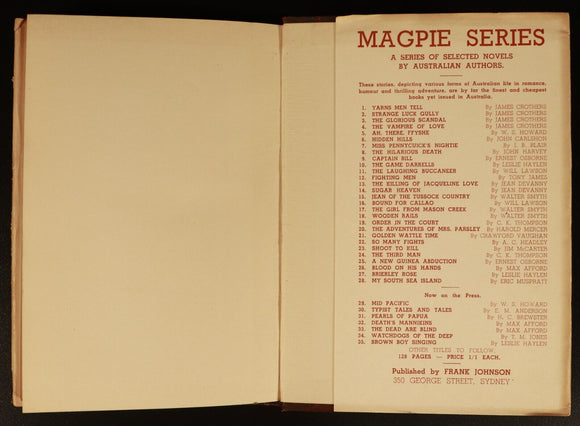 MAGPIE SERIES
A SERIES OF SELECTED NOVELS
BY AUSTRALIAN AUTHORS.
These stories, depicting various forms of Australian life in romance,
humour and thrilling adventure, are by far the finest and cheapest
books yet issued in Australia.
1. YARNS MEN TELL By JAMES CROTHERS
2. STRANGE LUCK GULLY By JAMES CROTHERS
3. THE GLORIOUS SCANDAL By JAMES CROTHERS
4. THE VAMPIRE OF LOVE By JAMES CROTHERS
5. AH, THERE, FFYSHE By W. S. HOWARD
6. HIDDEN HILLS By JOHN CARLISHON
7. MISS PENNYCUICK'S NIGHTIE By J. B. BLAIR
8. THE HILARIOUS DEATH By JOHN HARVEY
9. CAPTAIN BILL By ERNEST OSBORNE
10. THE GAME DARRELLS By LESLIE HAYLEN
11. THE LAUGHING BUCCANEER By WILL LAWSON
12. FIGHTING MEN By TONY JAMES
13. THE KILLING OF JACQUELINE LOVE By JEAN DEVANNY
14. SUGAR HEAVEN By JEAN DEVANNY
15. JEAN OF THE TUSSOCK COUNTRY By WALTER SMYTH
16. BOUND FOR CALLAO By WILL LAWSON
17. THE GIRL FROM MASON CREEK By WALTER SMYTH
18. WOODEN RAILS By WALTER SMYTH
19. ORDER IN THE COURT By C. K. THOMPSON
20. THE ADVENTURES OF MRS. PARSLEY By HAROLD MERCER
21. GOLDEN WATTLE TIME By CRAWFORD VAUGHAN
22. SO MANY FIGHTS By A. C. HEADLEY
23. SHOOT TO KILL By JIM McCARTER
24. THE THIRD MAN By C. K. THOMPSON
25. A NEW GUINEA ABDUCTION By ERNEST OSBORNE
26. BLOOD ON HIS HANDS By MAX AFFORD
27. BRIERLEY ROSE By LESLIE HAYLEN
28. MY SOUTH SEA ISLAND By ERIC MUSPRATT
Now on the Press.
29. MID PACIFIC By W. S. HOWARD
30. TYPIST TALES AND TALES By E. M. ANDERSON
31. PEARLS OF PAPUA By H. C. BREWSTER
32. DEATH'S MANNIKINS By MAX AFFORD
33. THE DEAD ARE BLIND By MAX AFFORD
34. WATCHDOGS OF THE DEEP By T. M. JONES
35. BROWN BOY SINGING By LESLIE HAYLEN
OTHER TITLES TO FOLLOW.
128 PAGES — PRICE 1/1 EACH.
Published by FRANK JOHNSON
350 GEORGE STREET, SYDNEY